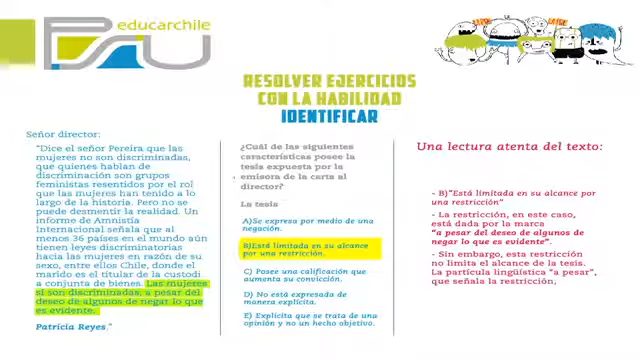 educarchile
PSU
RESOLVER EJERCICIOS
CON LA HABILIDAD
IDENTIFICAR
Señor director:
"Dice el señor Pereira que las
mujeres no son discriminadas,
que quienes hablan de
discriminación son grupos
feministas resentidos por el rol
que las mujeres han tenido a lo
largo de la historia. Pero no se
puede desmentir la realidad. Un
informe de Amnistía
Internacional señala que al
menos 36 países en el mundo aún
tienen leyes discriminatorias
hacia las mujeres en razón de su
sexo, entre ellos Chile, donde el
marido es el titular de la custodi
a conjunta de bienes. Las mujeres
sí son discriminadas, a pesar del
deseo de algunos de negar lo que
es evidente.
Patricia Reyes."
¿Cuál de las siguientes
características posee la
tesis expuesta por la
emisora de la carta al
director?
La tesis
A)Se expresa por medio de una
negación.
B)Está limitada en su alcance
por una restricción.
C) Posee una calificación que
aumenta su convicción.
D) No está expresada de
manera explícita.
E) Explicita que se trata de una
opinión y no un hecho objetivo.
Una lectura atenta del texto:
- B)"Está limitada en su alcance por
una restricción"
- La restricción, en este caso,
está dada por la marca
"a pesar del deseo de algunos de
negar lo que es evidente".
- Sin embargo, esta restricción
no limita el alcance de la tesis.
La partícula lingüística "a pesar",
que señala la restricción,